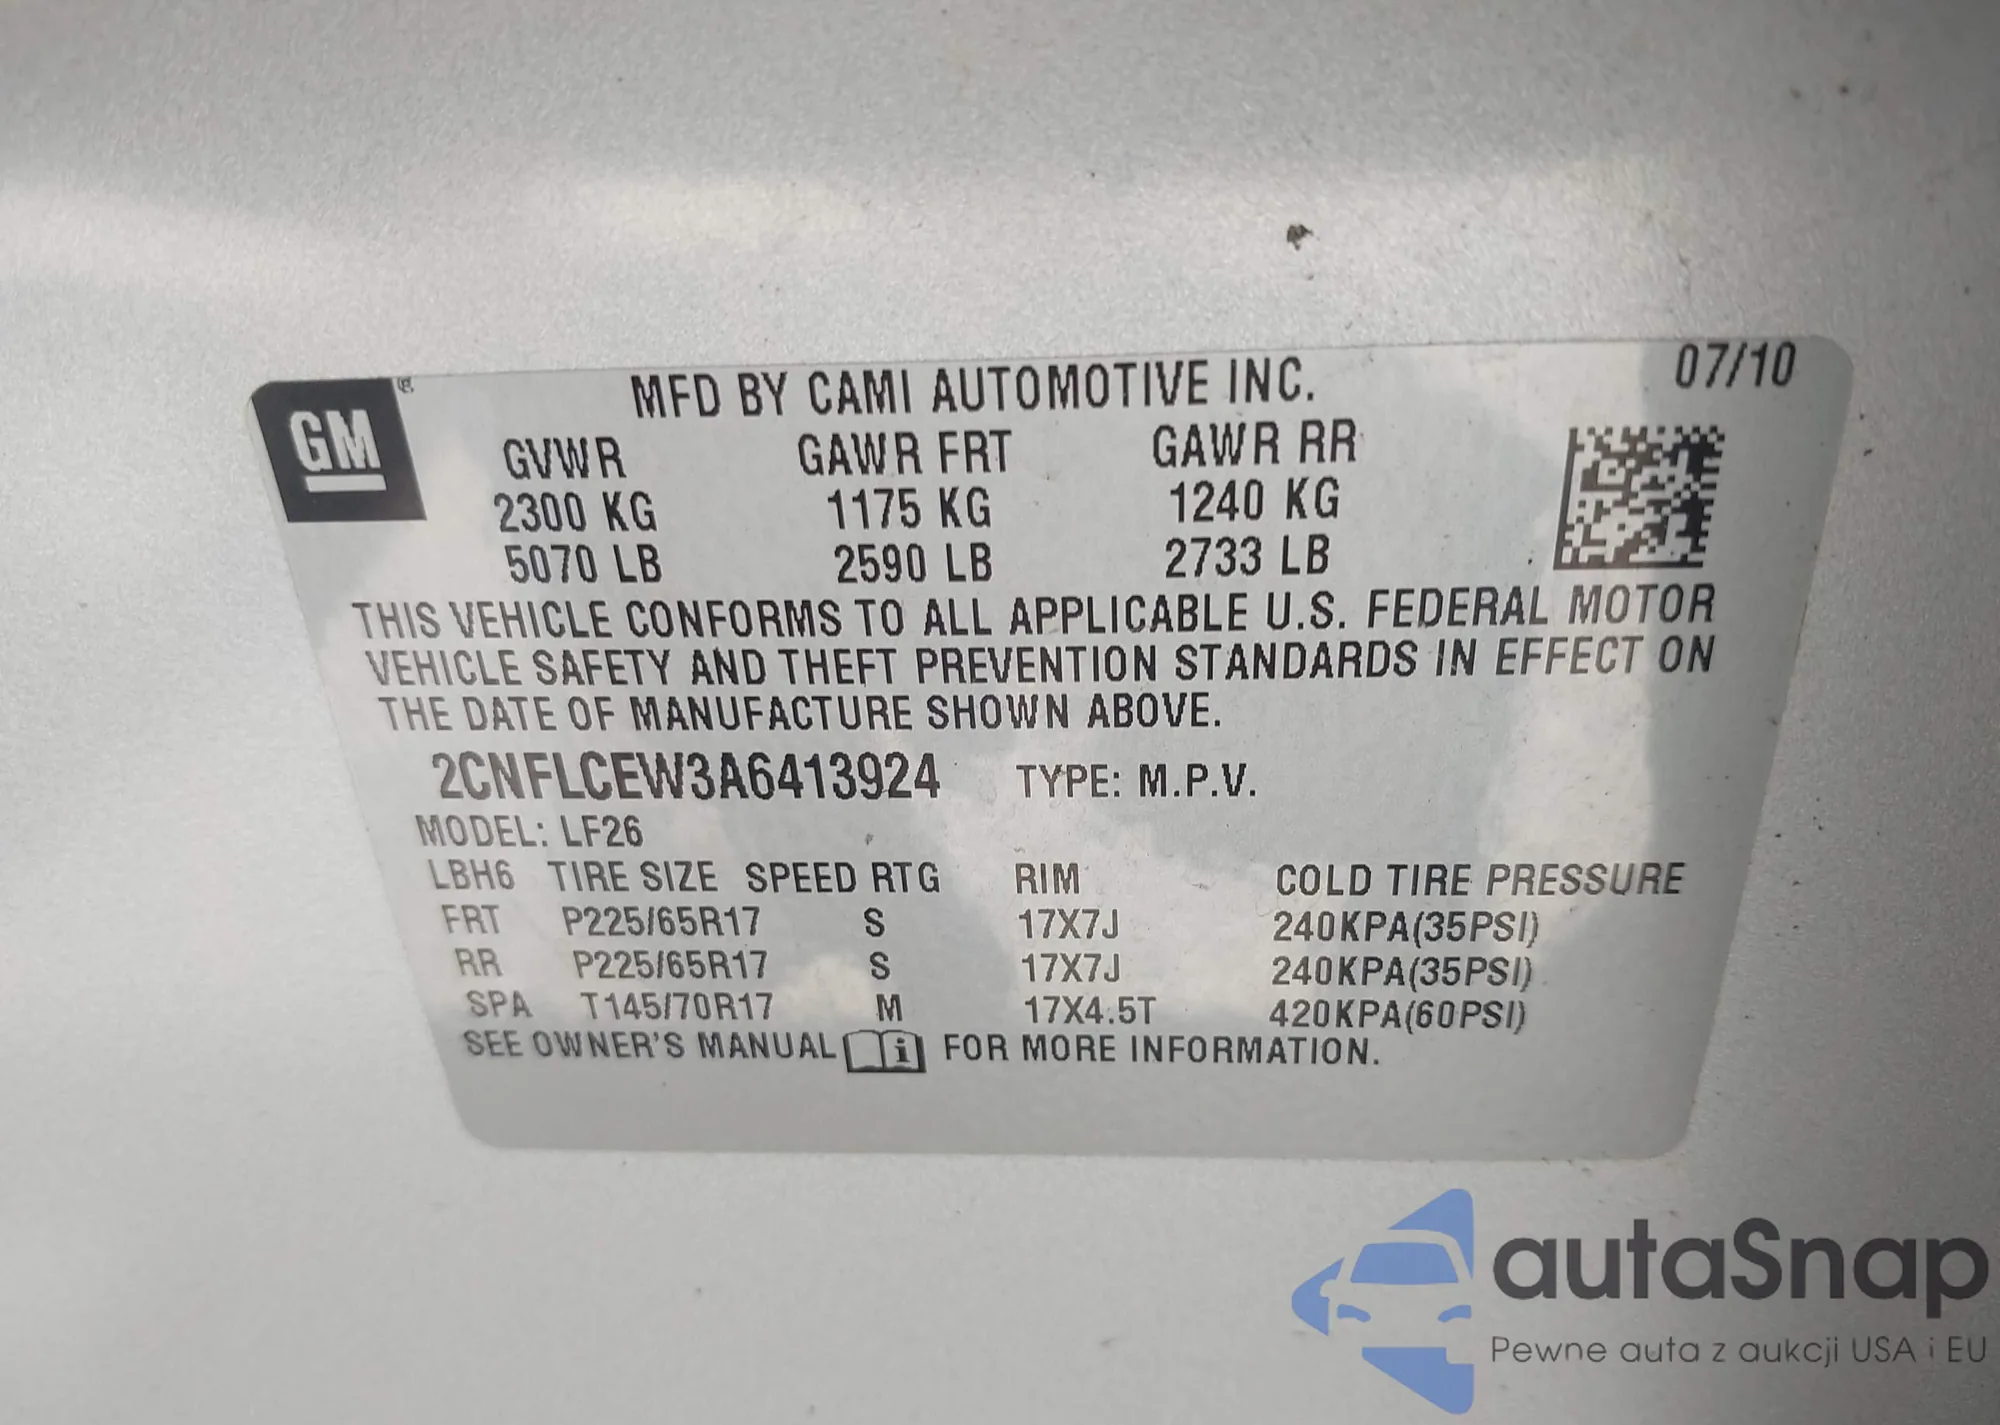 GM ® MFD BY CAMI AUTOMOTIVE INC. 07/10
GVWR GAWR FRT GAWR RR
2300 KG 1175 KG 1240 KG
5070 LB 2590 LB 2733 LB
THIS VEHICLE CONFORMS TO ALL APPLICABLE U.S. FEDERAL MOTOR
VEHICLE SAFETY AND THEFT PREVENTION STANDARDS IN EFFECT ON
THE DATE OF MANUFACTURE SHOWN ABOVE.
2CNFLCEW3A6413924 TYPE: M.P.V.
MODEL: LF26
LBH6 TIRE SIZE SPEED RTG RIM COLD TIRE PRESSURE
FRT P225/65R17 S 17X7J 240KPA(35PSI)
RR P225/65R17 S 17X7J 240KPA(35PSI)
SPA T145/70R17 M 17X4.5T 420KPA(60PSI)
SEE OWNER'S MANUAL i FOR MORE INFORMATION.
autaSnap
Pewne auta z aukcji USA i EU